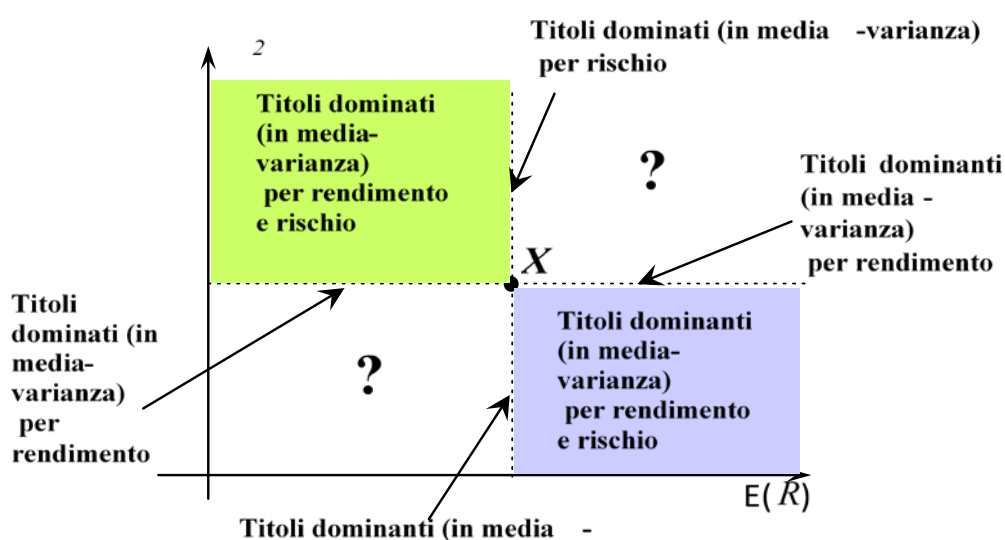 2
Titoli dominati (in media -varianza)
per rischio
Titoli dominati
(in media-
varianza)
per rendimento
e rischio
?
Titoli dominanti
(in media -
varianza)
per rendimento
X
Titoli
dominati (in
media-
varianza)
per
rendimento
?
Titoli dominanti
(in media-
varianza)
per rendimento
e rischio
E( R̃)
Titoli dominanti (in media -